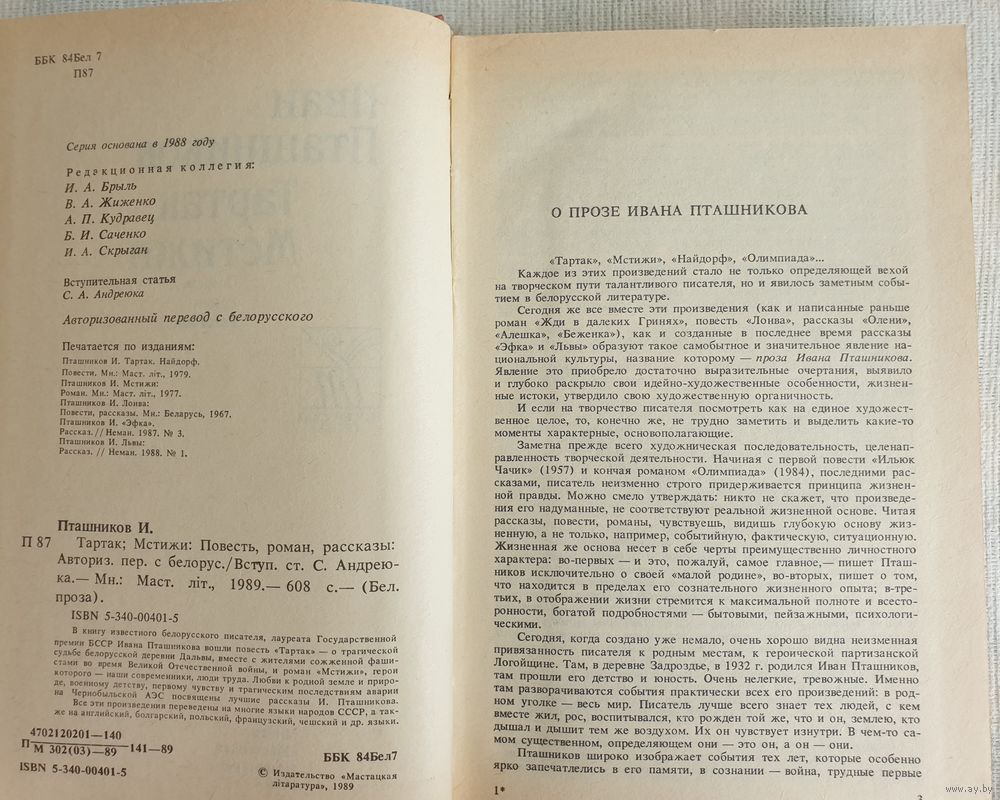 ББК 84Бел 7
П87
Серия основана в 1988 году
Редакционная коллегия:
И. А. Брыль
В. А. Жиженко
А. П. Кудравец
Б. И. Саченко
И. А. Скрыган
Вступительная статья
С. А. Андреюка
Авторизованный перевод с белорусского
Печатается по изданиям:
Пташников И. Тартак. Найдорф.
Повести. Мн.: Маст. літ., 1979.
Пташников И. Мстижи:
Роман. Мн.: Маст. літ., 1977.
Пташников И. Лонва:
Повести, рассказы. Мн.: Беларусь, 1967.
Пташников И. «Эфка».
Рассказ. // Неман. 1987. № 3.
Пташников И. Львы:
Рассказ. // Неман. 1988. № 1.
Пташников И.
П 87 Тартак; Мстижи: Повесть, роман, рассказы:
Авториз. пер. с белорус./Вступ. ст. С. Андрею-
ка.— Мн.: Маст. літ., 1989.— 608 с.— (Бел.
проза).
ISBN 5-340-00401-5
В книгу известного белорусского писателя, лауреата Государственной
премии БССР Ивана Пташникова вошли повесть «Тартак» — о трагической
судьбе белорусской деревни Дальвы, вместе с жителями сожженной фаши-
стами во время Великой Отечественной войны, и роман «Мстижи», герои
которого — наши современники, люди труда. Любви к родной земле и приро-
де, военному детству, первому чувству и трагическим последствиям аварии
на Чернобыльской АЭС посвящены лучшие рассказы И. Пташникова.
Все эти произведения переведены на многие языки народов СССР, а так-
же на английский, болгарский, польский, французский, чешский и др. языки.
4702120201—140
П ———— 141—89
М 302(03)—89
ББК 84Бел7
ISBN 5-340-00401-5
© Издательство «Мастацкая
літаратура», 1989
О ПРОЗЕ ИВАНА ПТАШНИКОВА
«Тартак», «Мстижи», «Найдорф», «Олимпиада»...
Каждое из этих произведений стало не только определяющей вехой
на творческом пути талантливого писателя, но и явилось заметным собы-
тием в белорусской литературе.
Сегодня же все вместе эти произведения (как и написанные раньше
роман «Жди в далеких Гринях», повесть «Лонва», рассказы «Олени»,
«Алешка», «Беженка»), как и созданные в последнее время рассказы
«Эфка» и «Львы» образуют такое самобытное и значительное явление на-
циональной культуры, название которому — проза Ивана Пташникова.
Явление это приобрело достаточно выразительные очертания, выявило
и глубоко раскрыло свои идейно-художественные особенности, жизнен-
ные истоки, утвердило свою художественную органичность.
И если на творчество писателя посмотреть как на единое художест-
венное целое, то, конечно же, не трудно заметить и выделить какие-то
моменты характерные, основополагающие.
Заметна прежде всего художническая последовательность, целенап-
равленность творческой деятельности. Начиная с первой повести «Ильюк
Чачик» (1957) и кончая романом «Олимпиада» (1984), последними рас-
сказами, писатель неизменно строго придерживается принципа жизнен-
ной правды. Можно смело утверждать: никто не скажет, что произведе-
ния его надуманные, не соответствуют реальной жизненной основе. Читая
рассказы, повести, романы, чувствуешь, видишь глубокую основу жиз-
ненную, а не только, например, событийную, фактическую, ситуационную.
Жизненная же основа несет в себе черты преимущественно личностного
характера: во-первых — и это, пожалуй, самое главное,— пишет Пташ-
ников исключительно о своей «малой родине», во-вторых, пишет о том,
что находится в пределах его сознательного жизненного опыта; в-тре-
тьих, в отображении жизни стремится к максимальной полноте и всесто-
ронности, богатой подробностями — бытовыми, пейзажными, психологи-
ческими.
Сегодня, когда создано уже немало, очень хорошо видна неизменная
привязанность писателя к родным местам, к героической партизанской
Логойщине. Там, в деревне Задроздье, в 1932 г. родился Иван Пташников,
там прошли его детство и юность. Очень нелегкие, тревожные. Именно
там разворачиваются события практически всех его произведений: в род-
ном уголке — весь мир. Писатель лучше всего знает тех людей, с кем
вместе жил, рос, воспитывался, кто рожден той же, что и он, землею, кто
дышал и дышит тем же воздухом. Их он чувствует изнутри. В чем-то са-
мом существенном, определяющем они — это он, а он — они.
Пташников широко изображает события тех лет, которые особенно
ярко запечатлелись в его памяти, в сознании — война, трудные первые
1*
3
www.ay.by